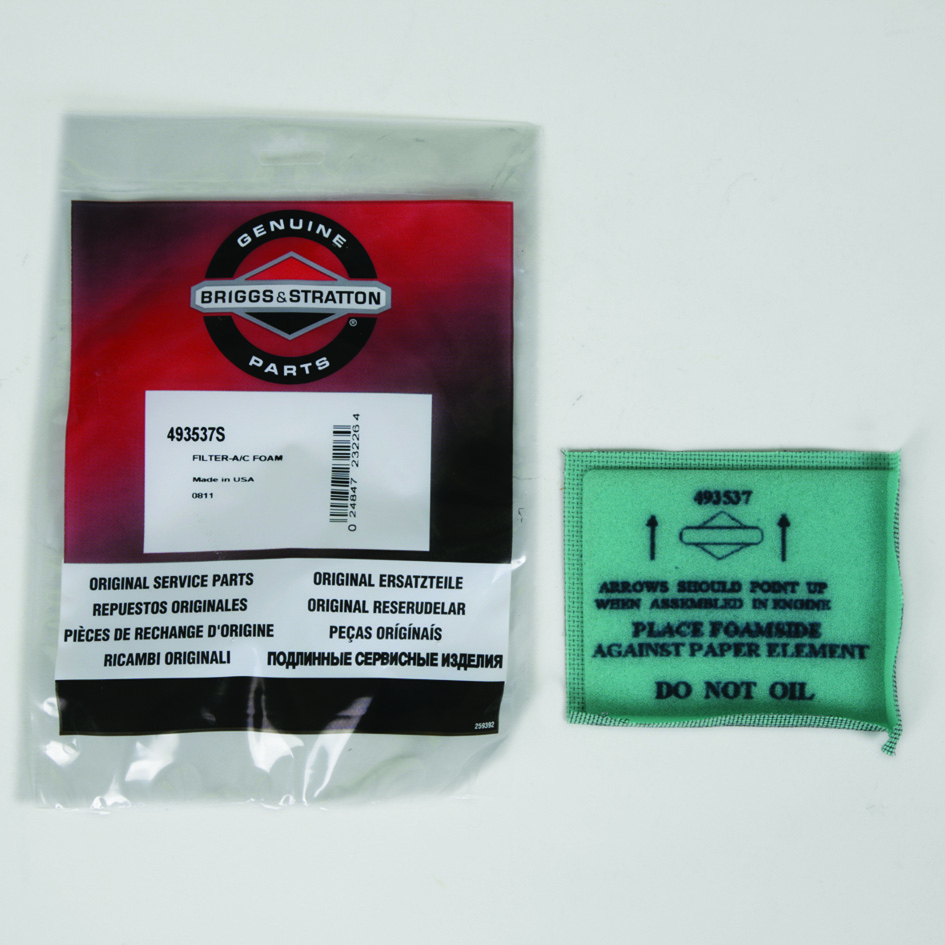 GENUINE
BRIGGS & STRATTON
®
PARTS
493537S
FILTER-A/C FOAM
Made in USA
0811
0 24847 23226 4
ORIGINAL SERVICE PARTS
REPUESTOS ORIGINALES
PIÈCES DE RECHANGE D'ORIGINE
RICAMBI ORIGINALI
ORIGINAL ERSATZTEILE
ORIGINAL RESERUDELAR
PEÇAS ORÍGÍNAÍS
ПОДЛИННЫЕ СЕРВИСНЫЕ ИЗДЕЛИЯ
259392
493537
ARROWS SHOULD POINT UP
WHEN ASSEMBLED IN ENGINE
PLACE FOAMSIDE
AGAINST PAPER ELEMENT
DO NOT OIL